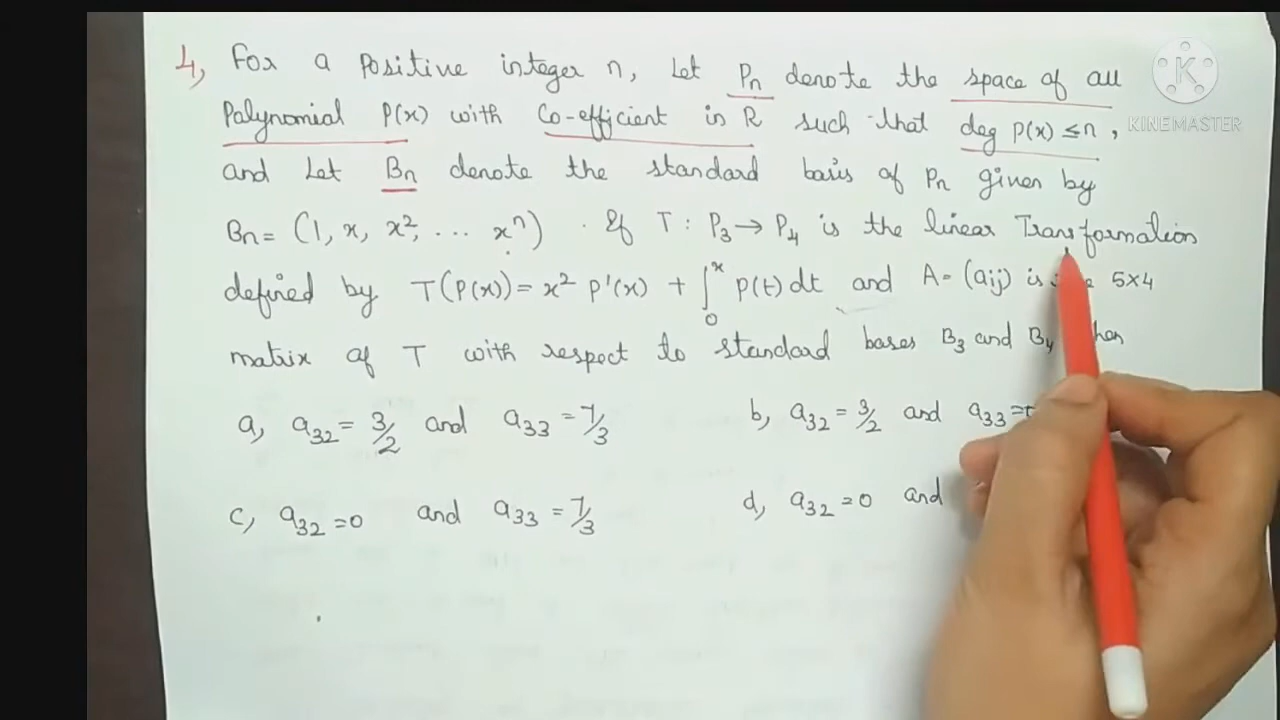 4, For a positive integer n, Let Pn denote the space of all
Polynomial P(x) with Co-efficient in R such that deg P(x) ≤ n,
and Let Bn denote the standard basis of Pn given by
Bn = (1, x, x², ... xⁿ) . If T : P₃ → P₄ is the linear Transformation
defined by T(P(x)) = x² p'(x) + ∫₀ˣ p(t) dt and A = (aij) is 5x4
matrix of T with respect to standard bases B₃ and B₄
a, a₃₂ = 3/2 and a₃₃ = 7/3
b, a₃₂ = 3/2 and a₃₃ =
c, a₃₂ = 0 and a₃₃ = 7/3
d, a₃₂ = 0 and
K
KINEMASTER